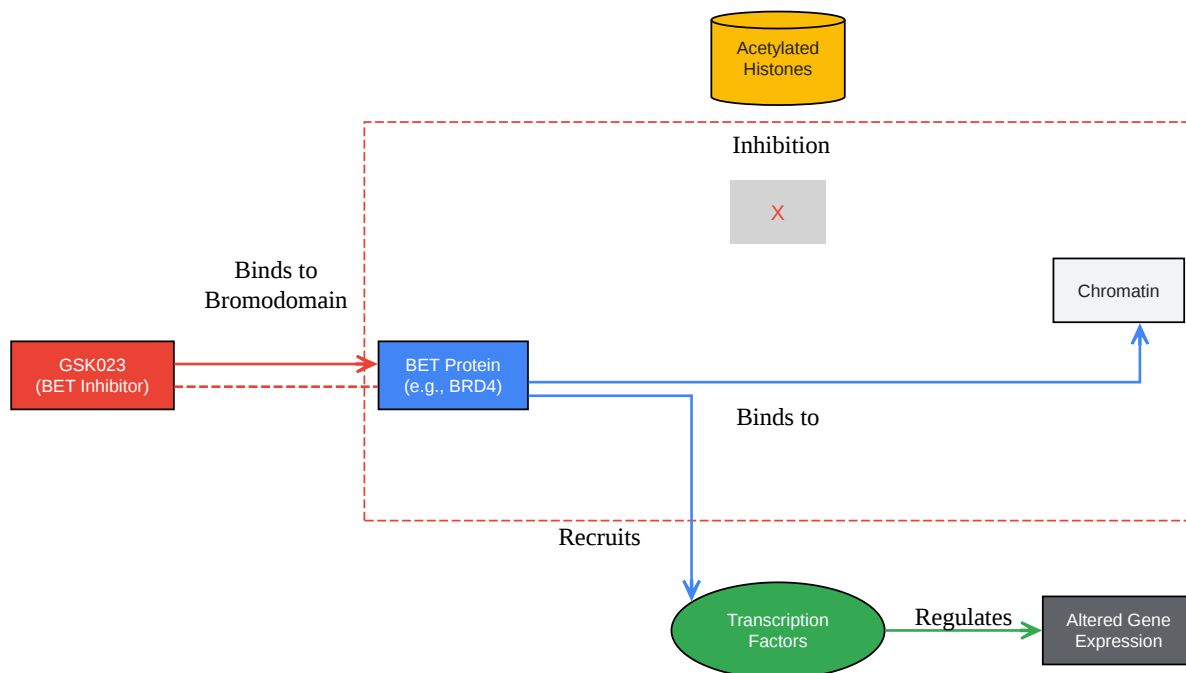 Acetylated
Histones
Inhibition
X
Binds to
Bromodomain
Chromatin
GSK023
(BET Inhibitor)
BET Protein
(e.g., BRD4)
Binds to
Recruits
Transcription
Factors
Regulates
Altered Gene
Expression